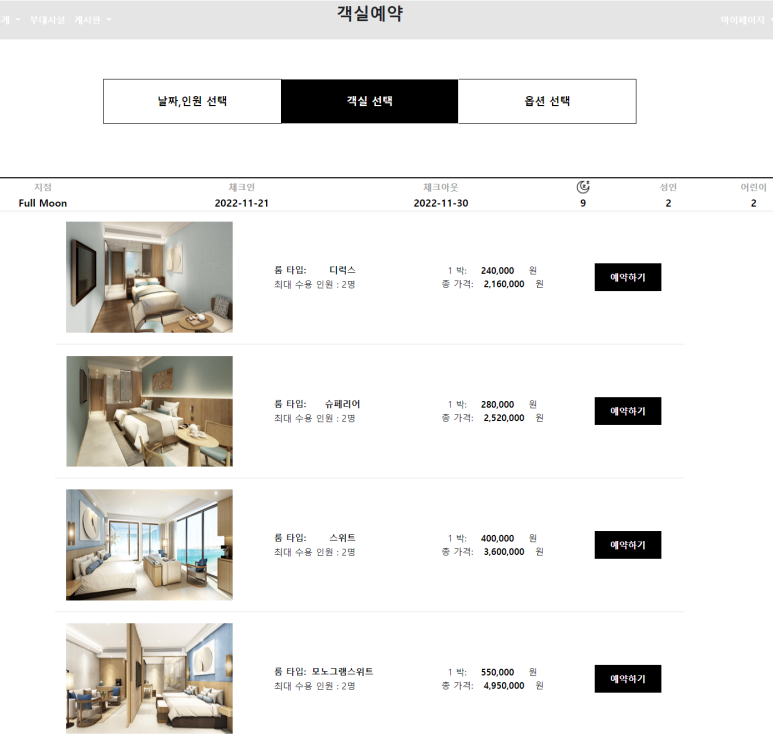 객실예약
개 부대시설 게시판 마이페이지
날짜,인원 선택 객실 선택 옵션 선택
지점 체크인 체크아웃 성인 어린이
Full Moon 2022-11-21 2022-11-30 9 2 2
룸 타입: 디럭스 1 박: 240,000 원
최대 수용 인원 : 2명 총 가격: 2,160,000 원
예약하기
룸 타입: 슈페리어 1 박: 280,000 원
최대 수용 인원 : 2명 총 가격: 2,520,000 원
예약하기
룸 타입: 스위트 1 박: 400,000 원
최대 수용 인원 : 2명 총 가격: 3,600,000 원
예약하기
룸 타입: 모노그램스위트 1 박: 550,000 원
최대 수용 인원 : 2명 총 가격: 4,950,000 원
예약하기